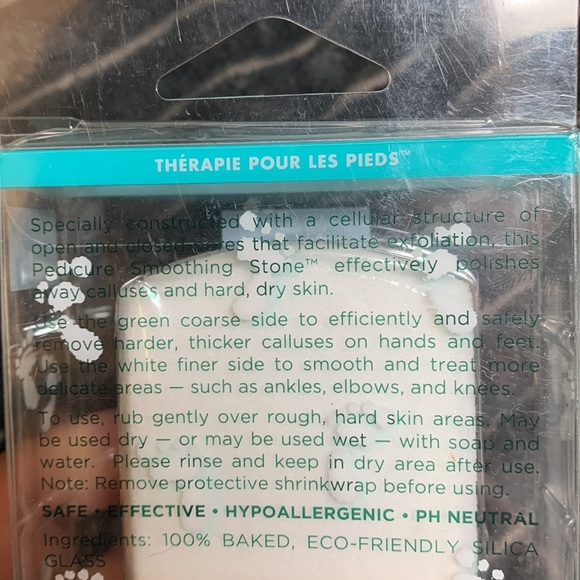 THÉRAPIE POUR LES PIEDS™
Specially constructed with a cellular structure of
open and closed pores that facilitate exfoliation, this
Pedicure Smoothing Stone™ effectively polishes
away calluses and hard, dry skin.
Use the green coarse side to efficiently and safely
remove harder, thicker calluses on hands and feet.
Use the white finer side to smooth and treat more
delicate areas — such as ankles, elbows, and knees.
To use, rub gently over rough, hard skin areas. May
be used dry — or may be used wet — with soap and
water. Please rinse and keep in dry area after use.
Note: Remove protective shrinkwrap before using.
SAFE • EFFECTIVE • HYPOALLERGENIC • PH NEUTRAL
Ingredients: 100% BAKED, ECO-FRIENDLY SILICA
GLASS